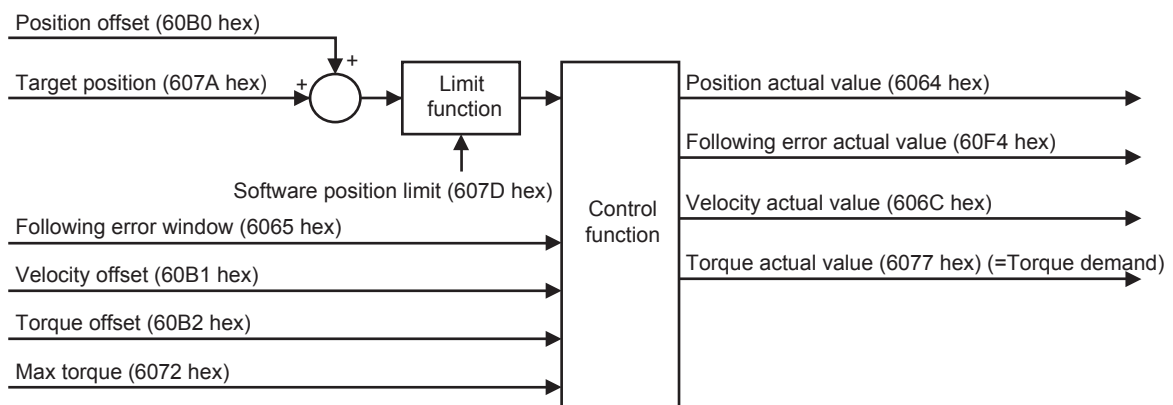 Position offset (60B0 hex)
+
Target position (607A hex)
+
Limit
function
Software position limit (607D hex)
Following error window (6065 hex)
Velocity offset (60B1 hex)
Torque offset (60B2 hex)
Max torque (6072 hex)
Control
function
Position actual value (6064 hex)
Following error actual value (60F4 hex)
Velocity actual value (606C hex)
Torque actual value (6077 hex) (=Torque demand)